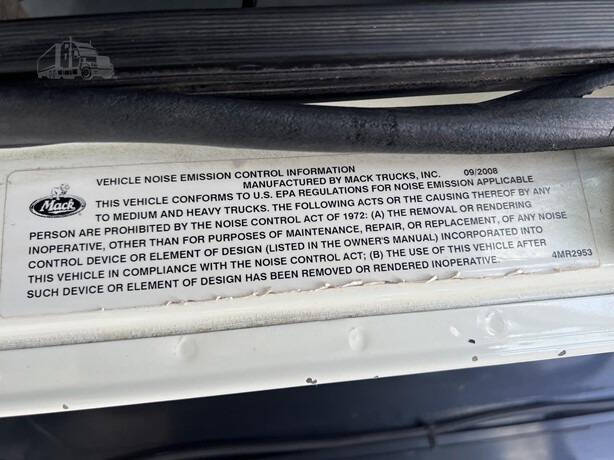 VEHICLE NOISE EMISSION CONTROL INFORMATION
MANUFACTURED BY MACK TRUCKS, INC. 09/2008
Mack
THIS VEHICLE CONFORMS TO U.S. EPA REGULATIONS FOR NOISE EMISSION APPLICABLE
TO MEDIUM AND HEAVY TRUCKS. THE FOLLOWING ACTS OR THE CAUSING THEREOF BY ANY
PERSON ARE PROHIBITED BY THE NOISE CONTROL ACT OF 1972: (A) THE REMOVAL OR RENDERING
INOPERATIVE, OTHER THAN FOR PURPOSES OF MAINTENANCE, REPAIR, OR REPLACEMENT, OF ANY NOISE
CONTROL DEVICE OR ELEMENT OF DESIGN (LISTED IN THE OWNER'S MANUAL) INCORPORATED INTO
THIS VEHICLE IN COMPLIANCE WITH THE NOISE CONTROL ACT; (B) THE USE OF THIS VEHICLE AFTER
SUCH DEVICE OR ELEMENT OF DESIGN HAS BEEN REMOVED OR RENDERED INOPERATIVE. 4MR2953